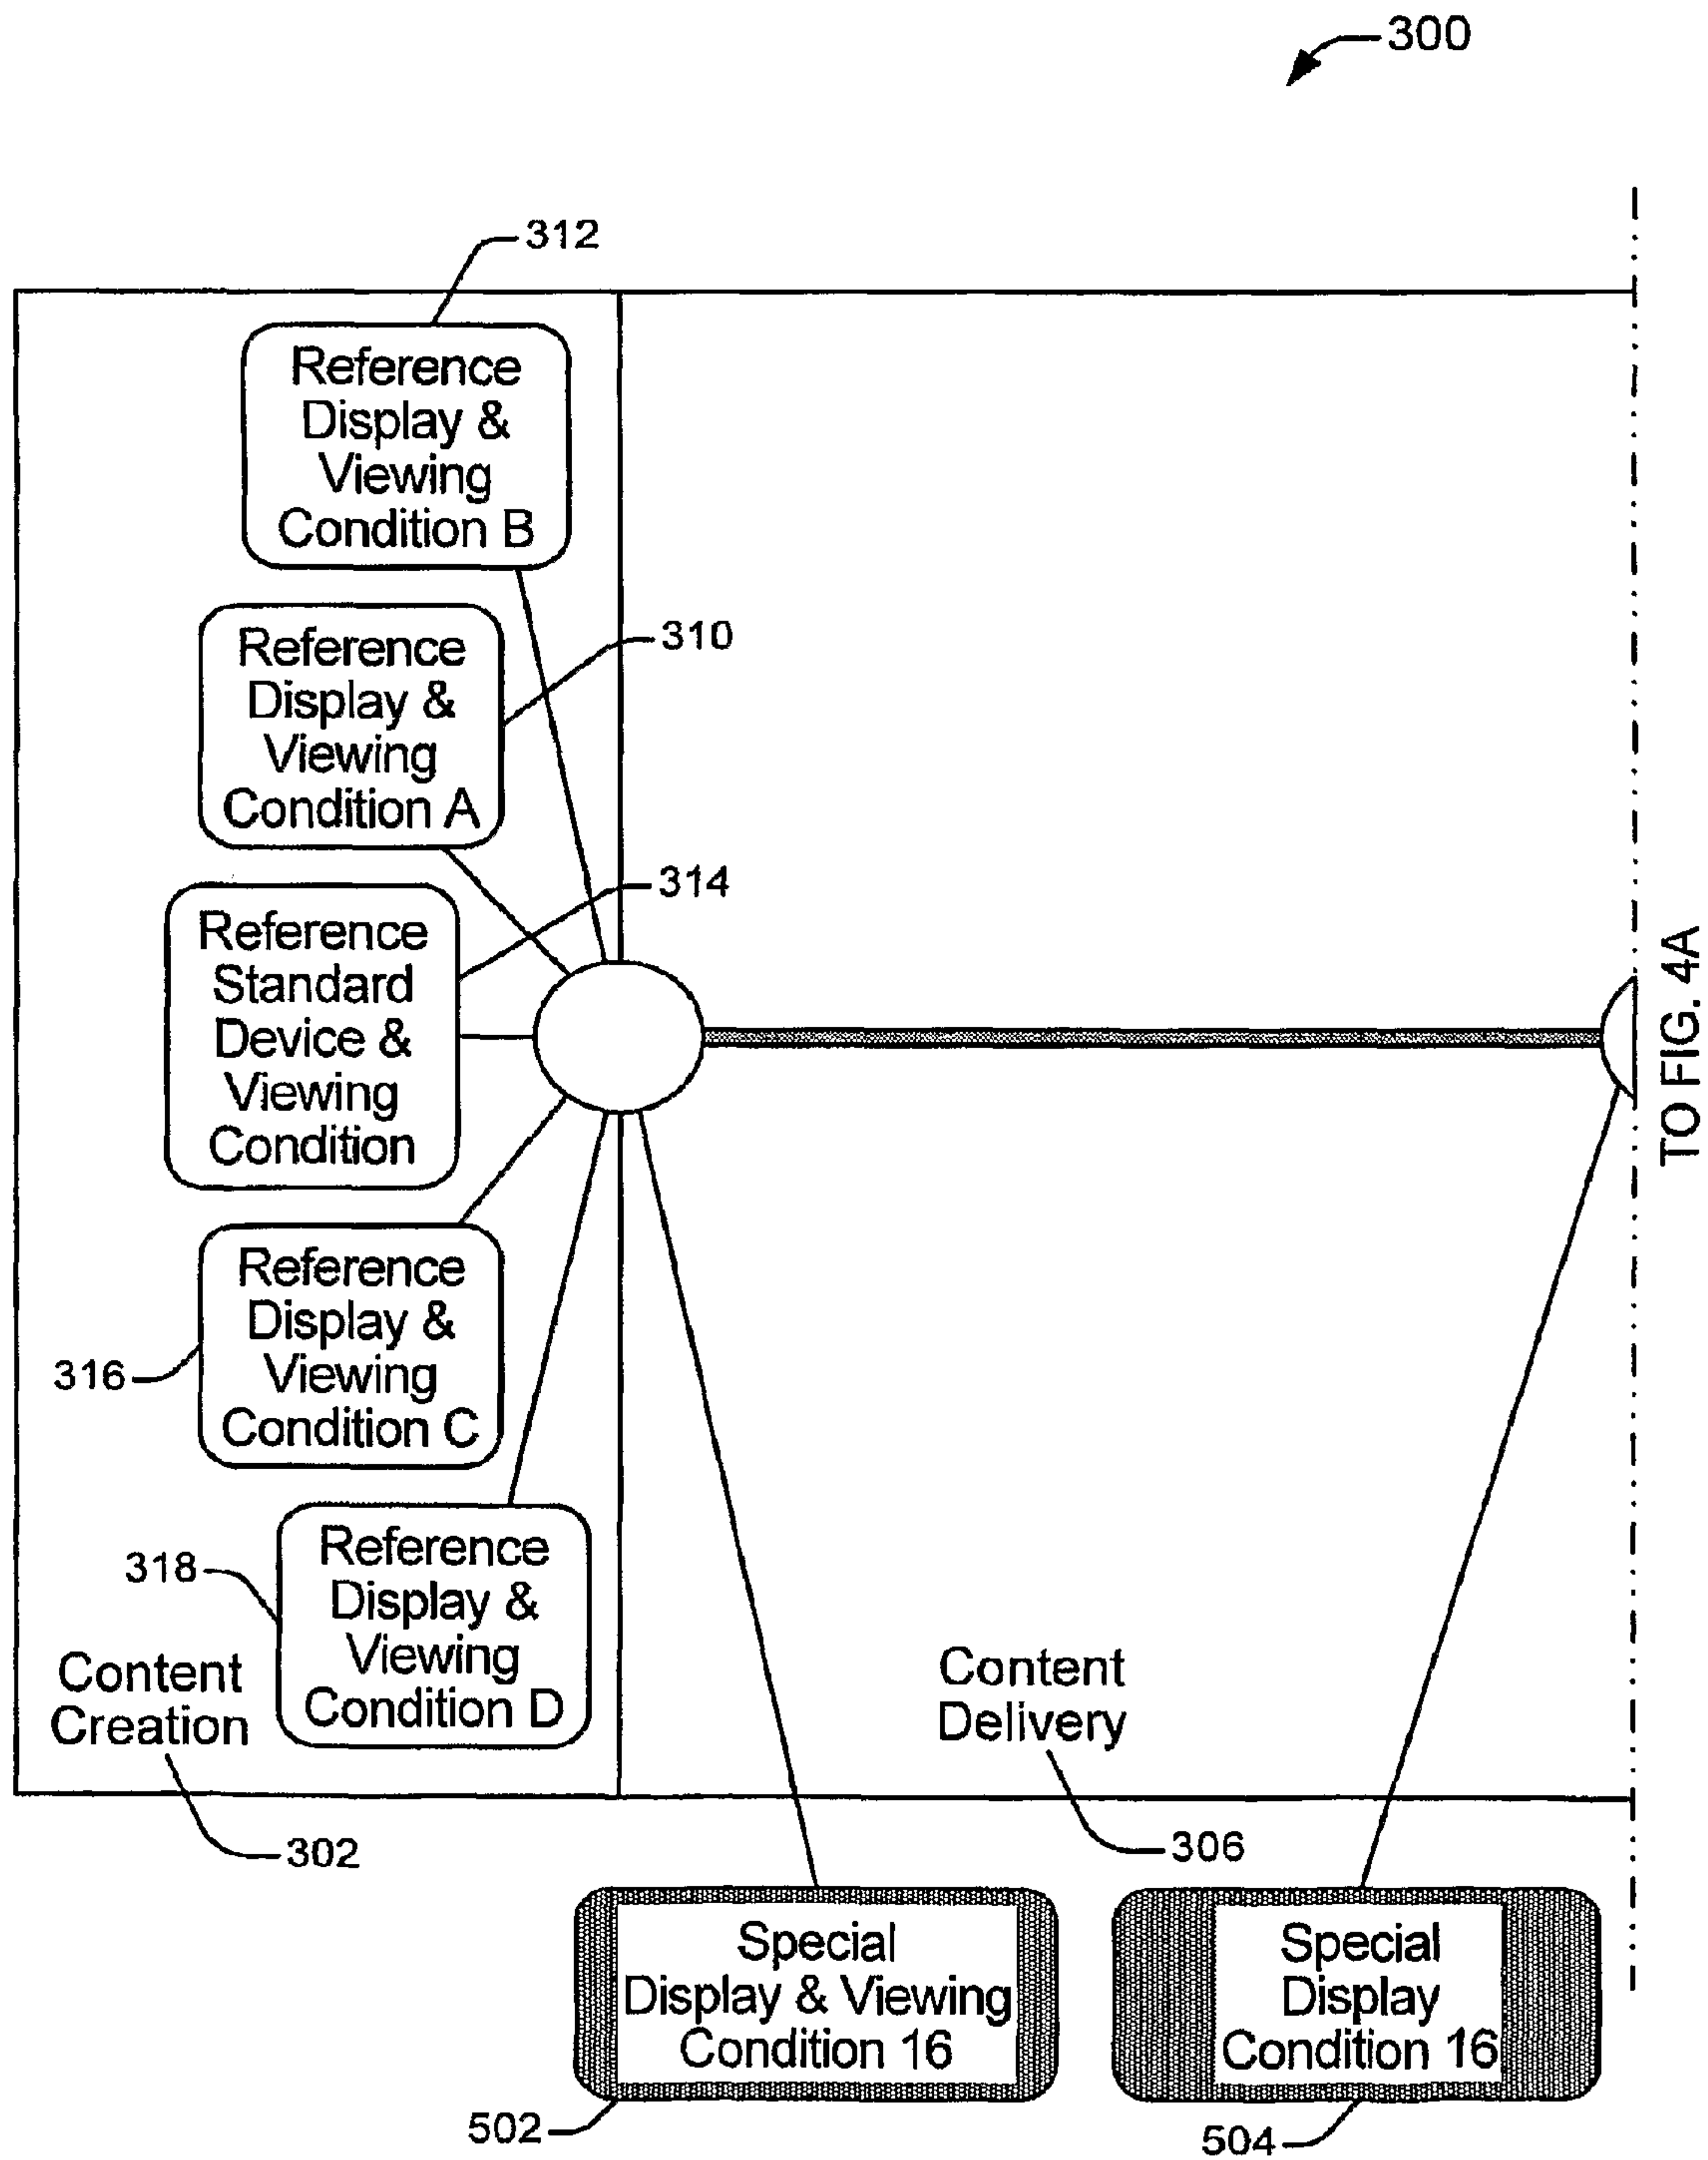 300
312
Reference
Display &
Viewing
Condition B
310
Reference
Display &
Viewing
Condition A
314
Reference
Standard
Device &
Viewing
Condition
TO FIG. 4A
316
Reference
Display &
Viewing
Condition C
318
Reference
Display &
Viewing
Condition D
Content
Creation
302
Content
Delivery
306
Special
Display & Viewing
Condition 16
502
Special
Display
Condition 16
504